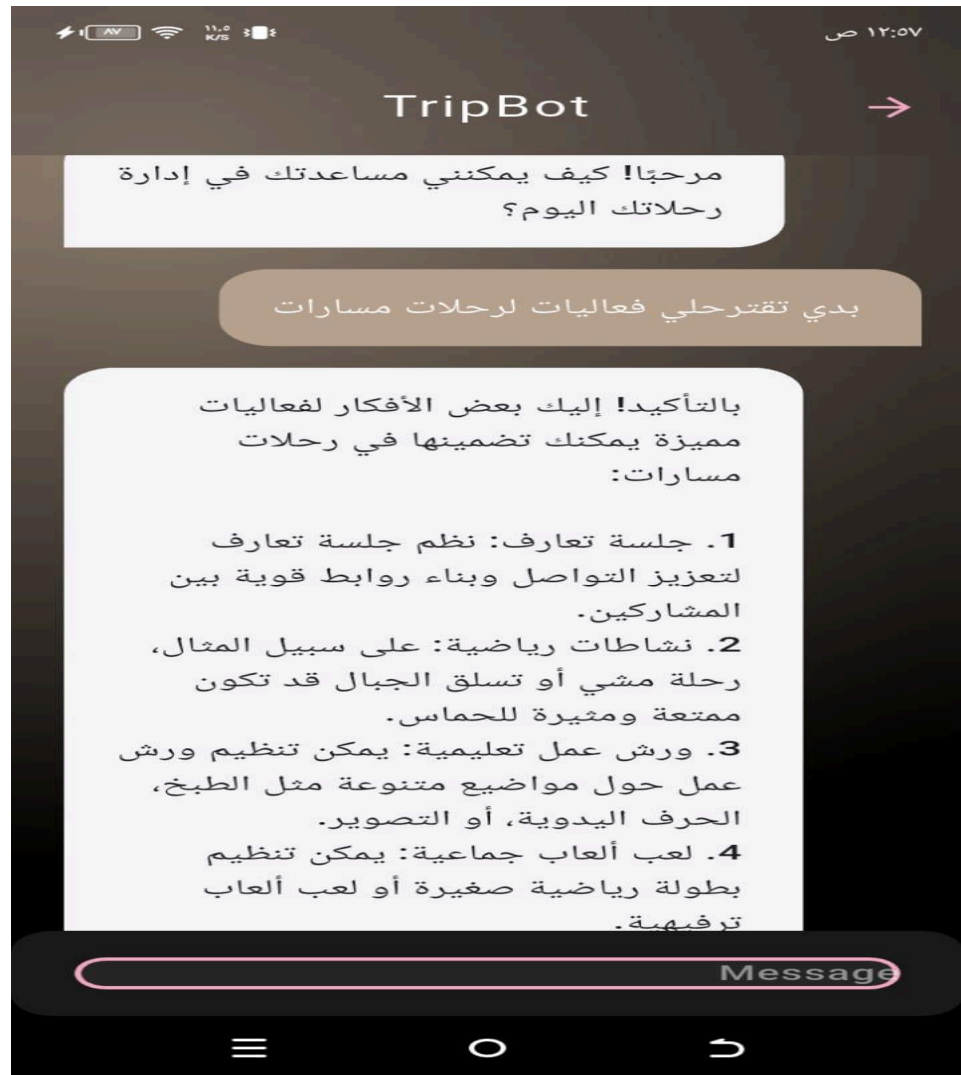 ١٢:٥٧ ص
١١,٥ K/S
٨٧
TripBot
مرحبًا! كيف يمكنني مساعدتك في إدارة
رحلاتك اليوم؟
بدي تقترحلي فعاليات لرحلات مسارات
بالتأكيد! إليك بعض الأفكار لفعاليات
مميزة يمكنك تضمينها في رحلات
مسارات:
1. جلسة تعارف: نظم جلسة تعارف
لتعزيز التواصل وبناء روابط قوية بين
المشاركين.
2. نشاطات رياضية: على سبيل المثال،
رحلة مشي أو تسلق الجبال قد تكون
ممتعة ومثيرة للحماس.
3. ورش عمل تعليمية: يمكن تنظيم ورش
عمل حول مواضيع متنوعة مثل الطبخ،
الحرف اليدوية، أو التصوير.
4. لعب ألعاب جماعية: يمكن تنظيم
بطولة رياضية صغيرة أو لعب ألعاب
ترفيهية.
Message